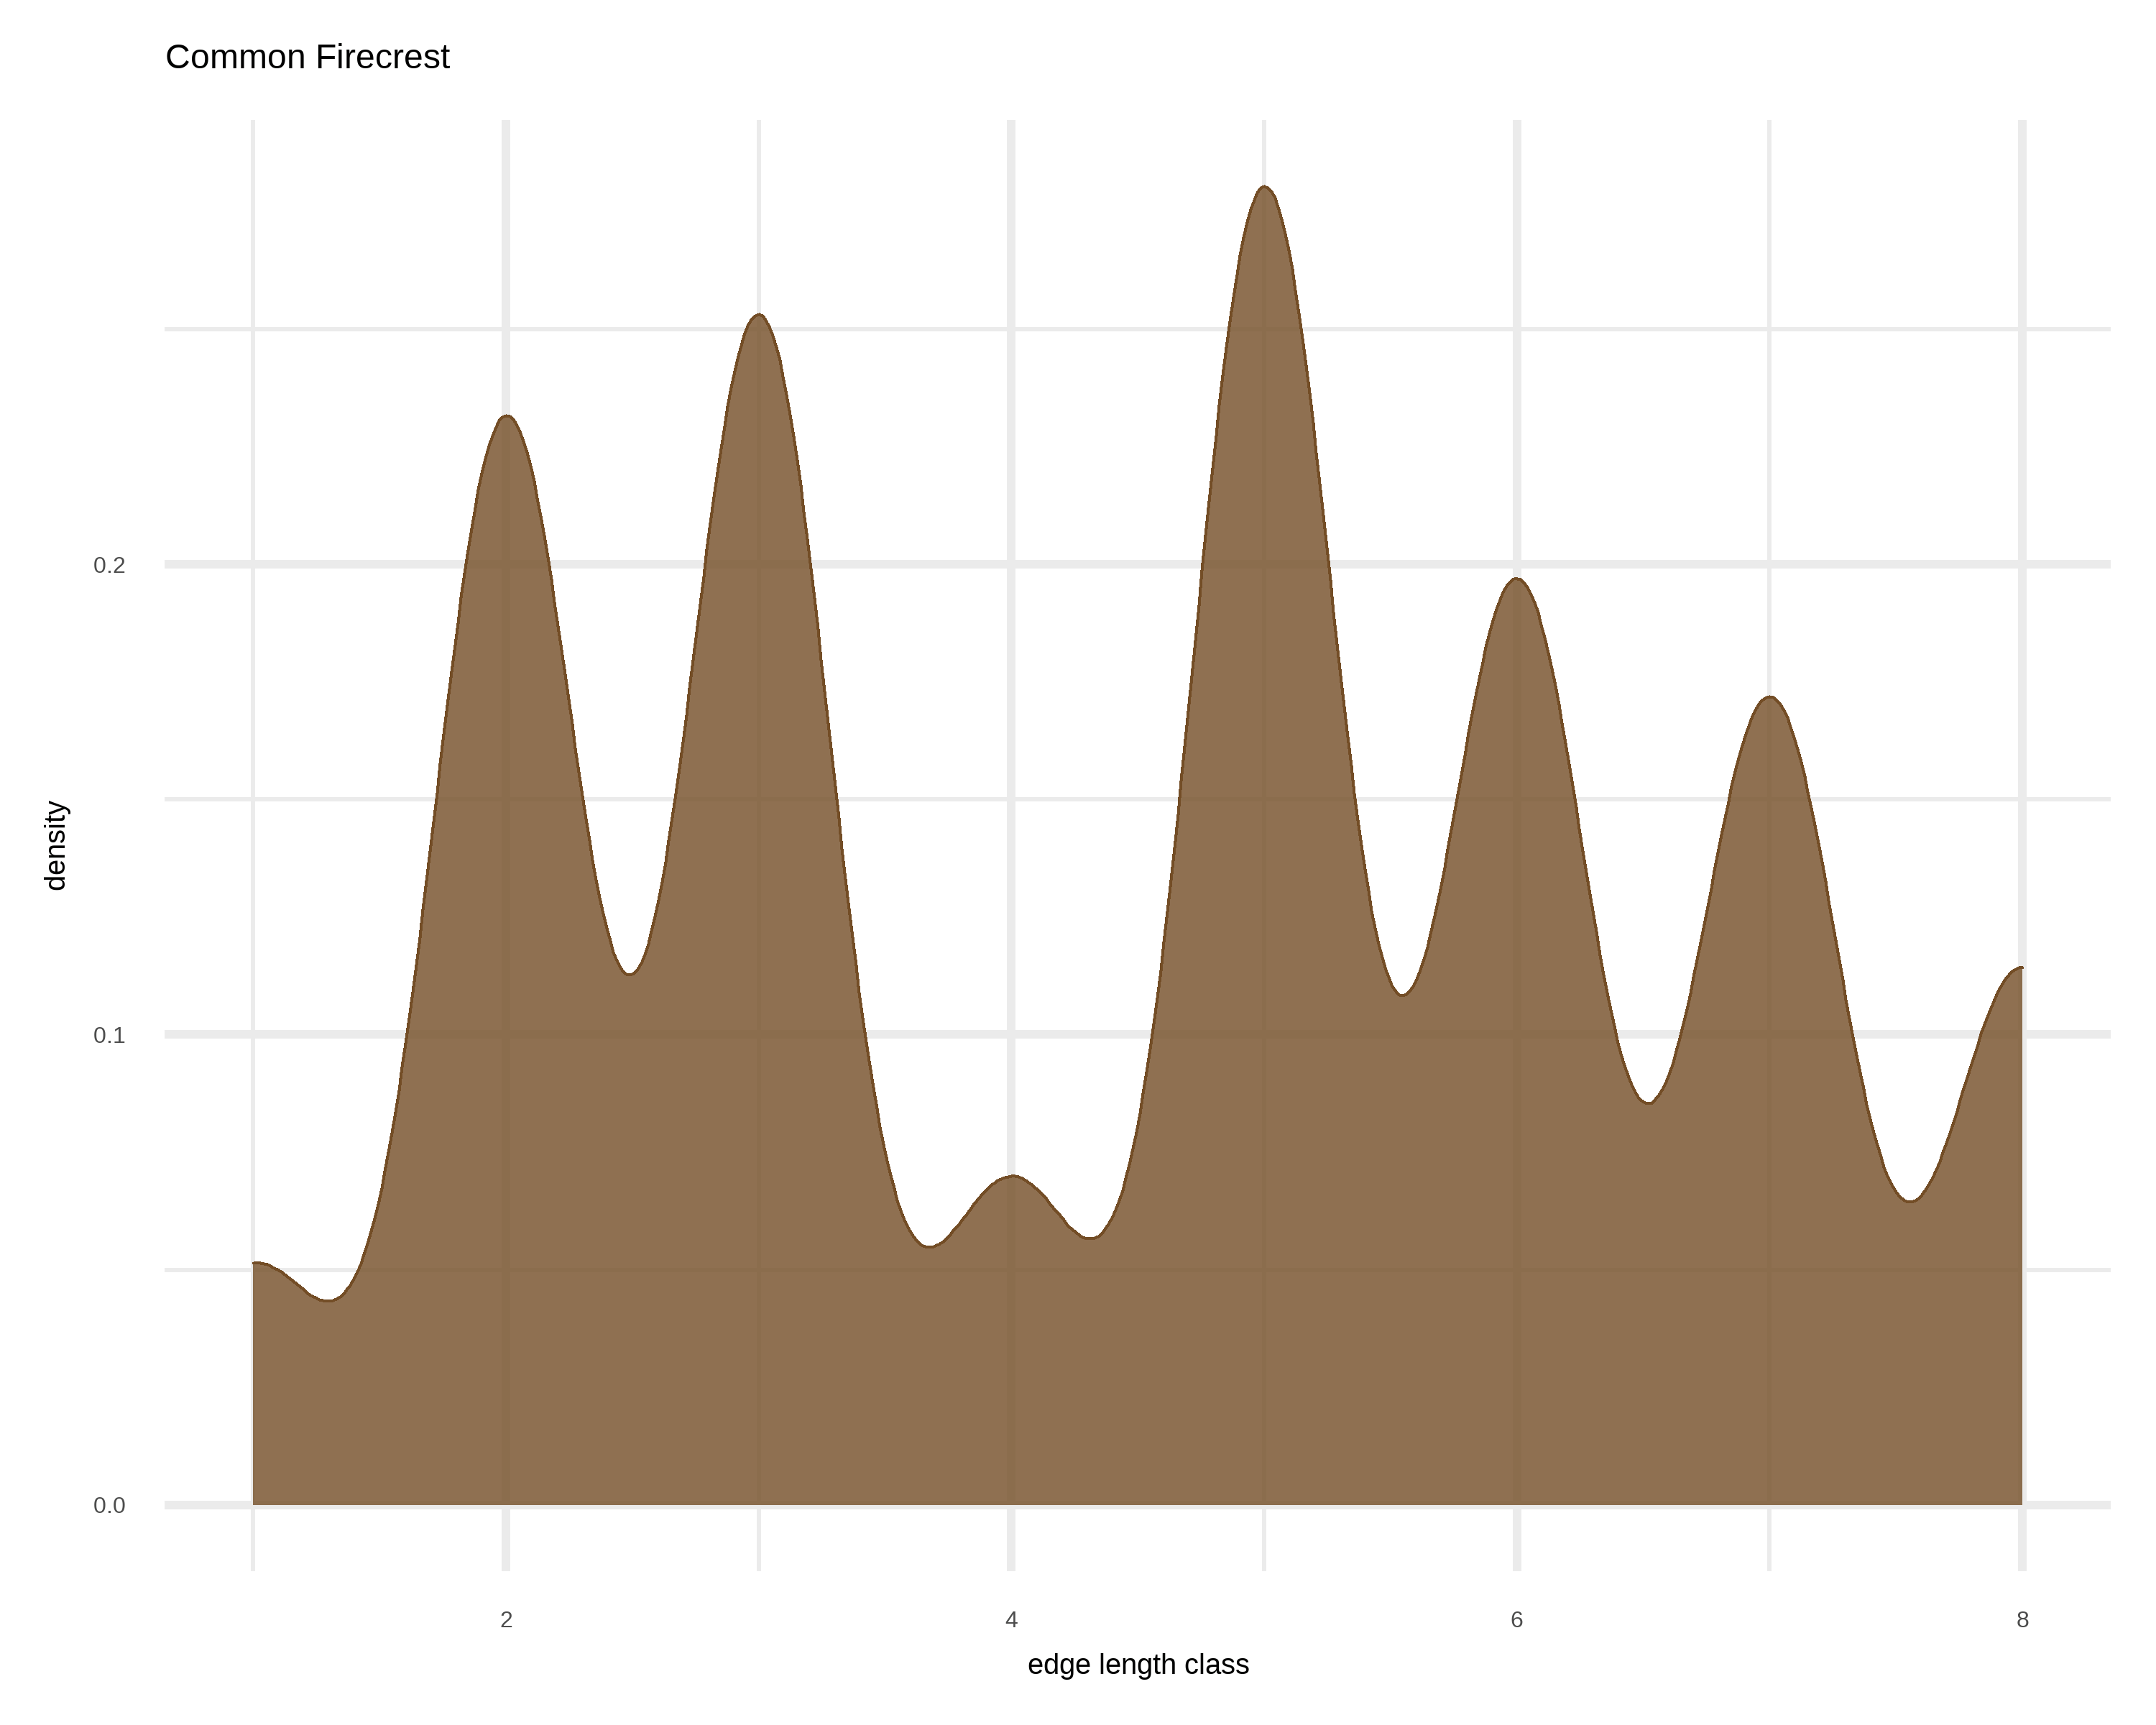 Common Firecrest
density
0.2
0.1
0.0
2 4 6 8
edge length class